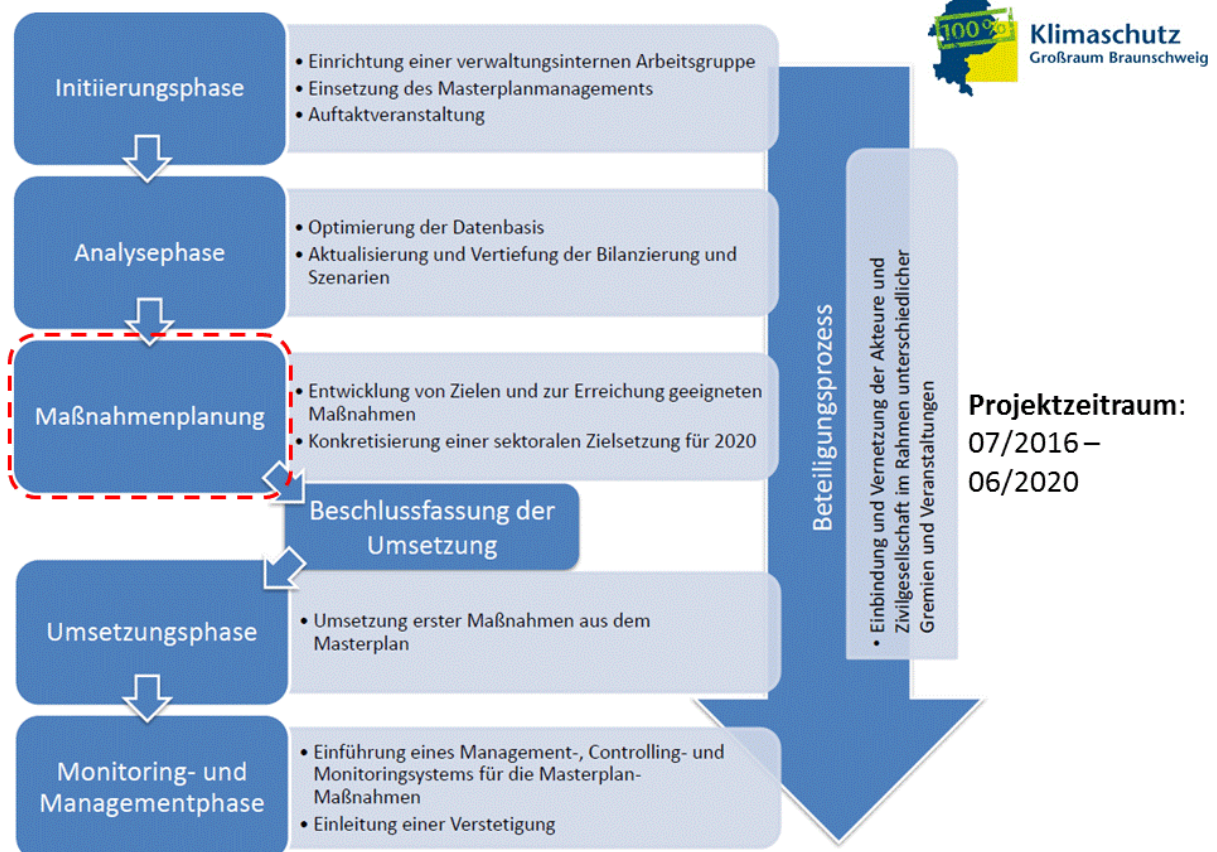 100%
Klimaschutz
Großraum Braunschweig
Initiierungsphase
• Einrichtung einer verwaltungsinternen Arbeitsgruppe
• Einsetzung des Masterplanmanagements
• Auftaktveranstaltung
Analysephase
• Optimierung der Datenbasis
• Aktualisierung und Vertiefung der Bilanzierung und
Szenarien
Maßnahmenplanung
• Entwicklung von Zielen und zur Erreichung geeigneten
Maßnahmen
• Konkretisierung einer sektoralen Zielsetzung für 2020
Beschlussfassung der
Umsetzung
Umsetzungsphase
• Umsetzung erster Maßnahmen aus dem
Masterplan
Monitoring- und
Managementphase
• Einführung eines Management-, Controlling- und
Monitoringsystems für die Masterplan-
Maßnahmen
• Einleitung einer Verstetigung
Beteiligungsprozess
• Einbindung und Vernetzung der Akteure und
Zivilgesellschaft im Rahmen unterschiedlicher
Gremien und Veranstaltungen
Projektzeitraum:
07/2016 –
06/2020